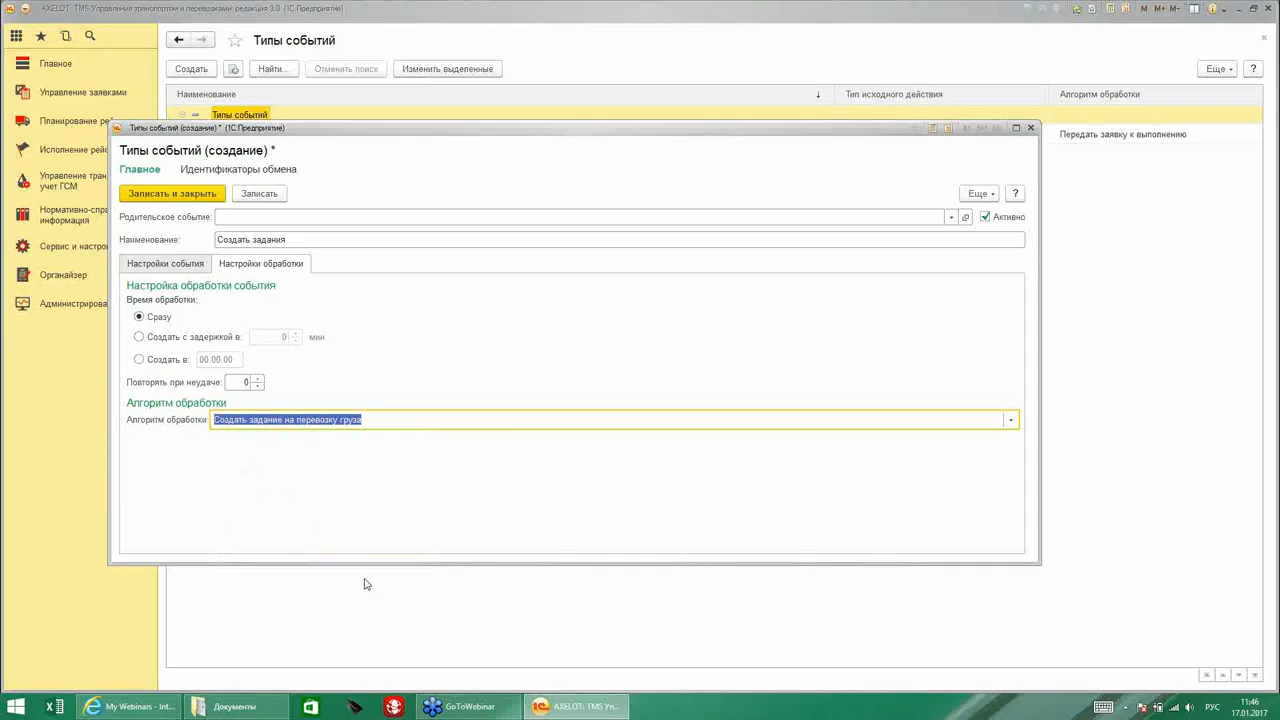 AXELOT: TMS Управление транспортом и перевозками редакция 3.0 (1С:Предприятие)
M M+ M-
Типы событий
Создать
Найти...
Отменить поиск
Изменить выделенные
Еще
?
Наименование
Тип исходного действия
Алгоритм обработки
Типы событий
Передать заявку к выполнению
Главное
Управление заявками
Планирование рей
Исполнение рейс
Управление тран
учет ГСМ
Нормативно-спра
информация
Сервис и настро
Органайзер
Администрирова
Типы событий (создание) * (1С:Предприятие)
M M+ M-
Типы событий (создание) *
Главное
Идентификаторы обмена
Записать и закрыть
Записать
Еще
?
Родительское событие:
Активно
Наименование:
Создать задания
Настройки события
Настройки обработки
Настройка обработки события
Время обработки:
Сразу
Создать с задержкой в:
0
мин
Создать в:
00:00:00
Повторять при неудаче:
0
Алгоритм обработки
Алгоритм обработки:
Создать задание на перевозку груза
My Webinars - Int...
Документы
GoToWebinar
AXELOT: TMS Уп...
РУС
11:46
17.01.2017